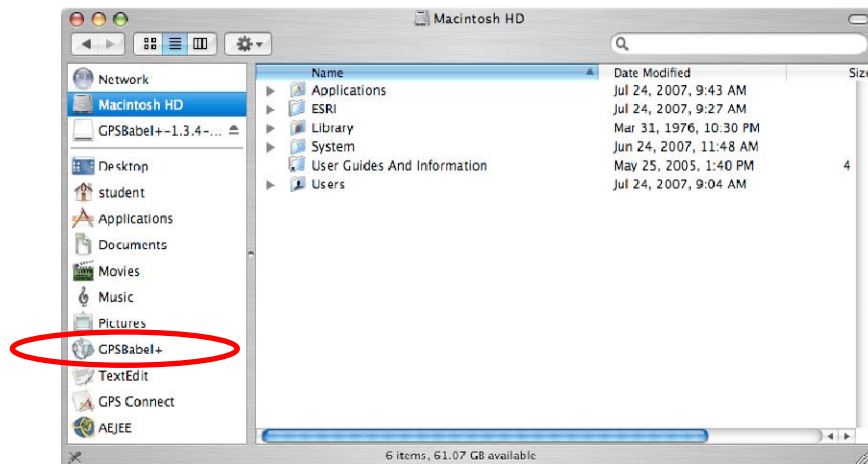 Macintosh HD
Network
Macintosh HD
GPSBabel+-1.3.4-...
Desktop
student
Applications
Documents
Movies
Music
Pictures
GPSBabel+
TextEdit
GPS Connect
AEJEE
Name Date Modified Size
Applications Jul 24, 2007, 9:43 AM
ESRI Jul 24, 2007, 9:27 AM
Library Mar 31, 1976, 10:30 PM
System Jun 24, 2007, 11:48 AM
User Guides And Information May 25, 2005, 1:40 PM 4
Users Jul 24, 2007, 9:04 AM
6 items, 61.07 GB available